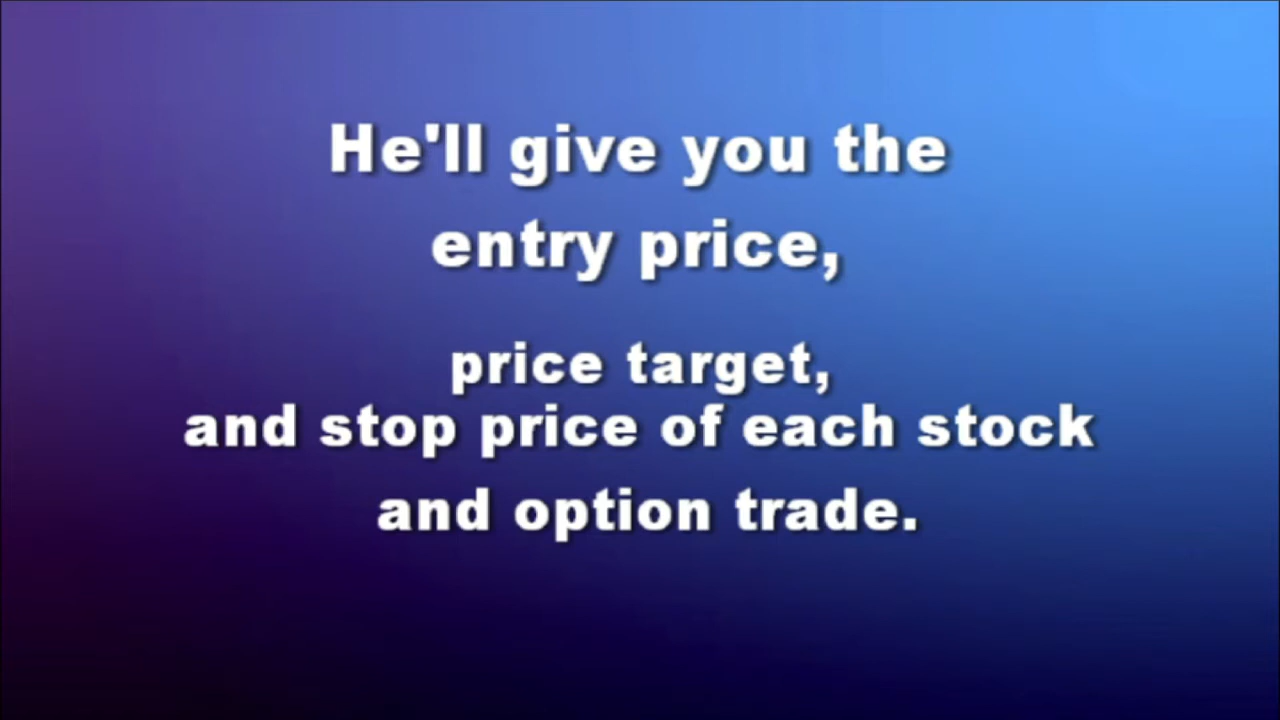 He'll give you the
entry price,
price target,
and stop price of each stock
and option trade.